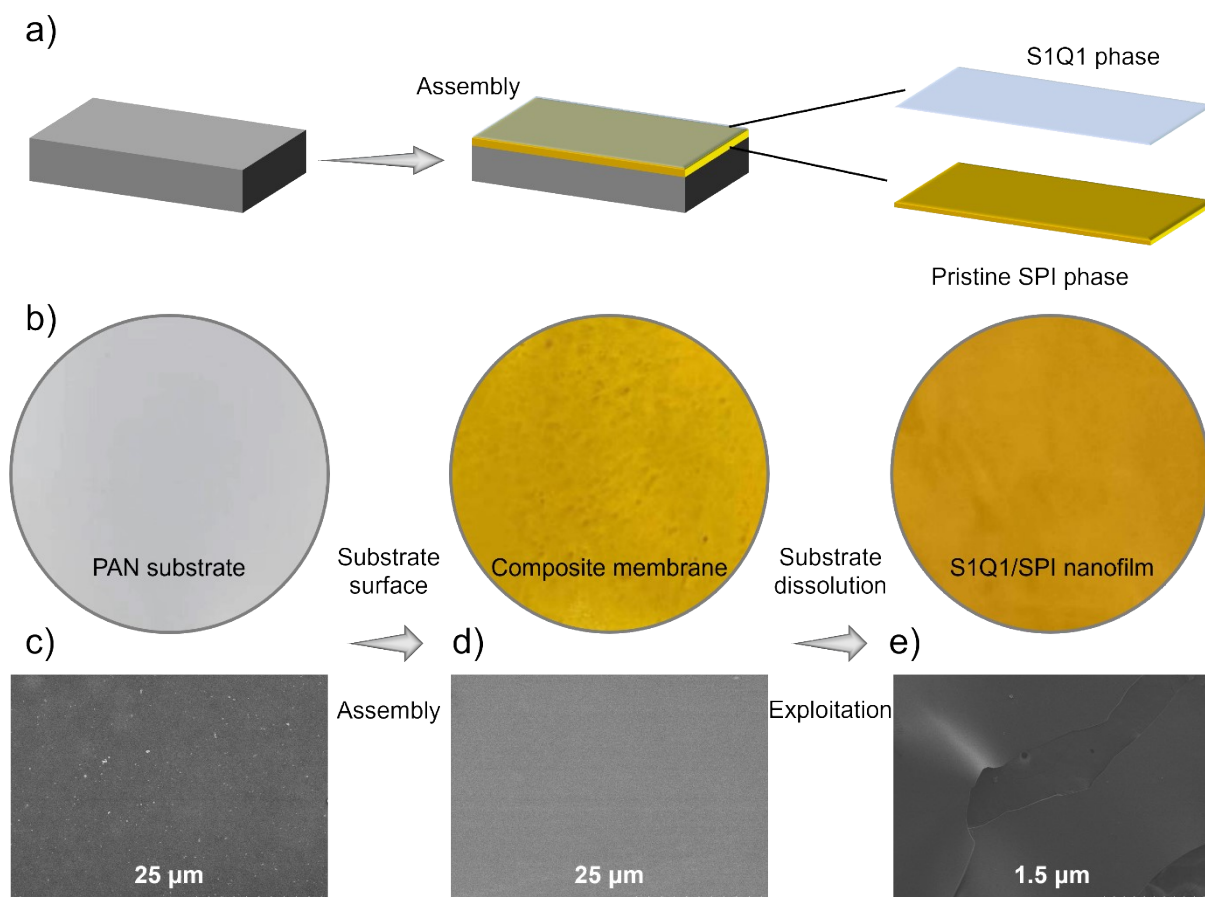 a)
S1Q1 phase
Assembly
Pristine SPI phase
b)
PAN substrate
Substrate
surface
Composite membrane
Substrate
dissolution
S1Q1/SPI nanofilm
c)
d)
e)
Assembly
Exploitation
25 µm
25 µm
1.5 µm